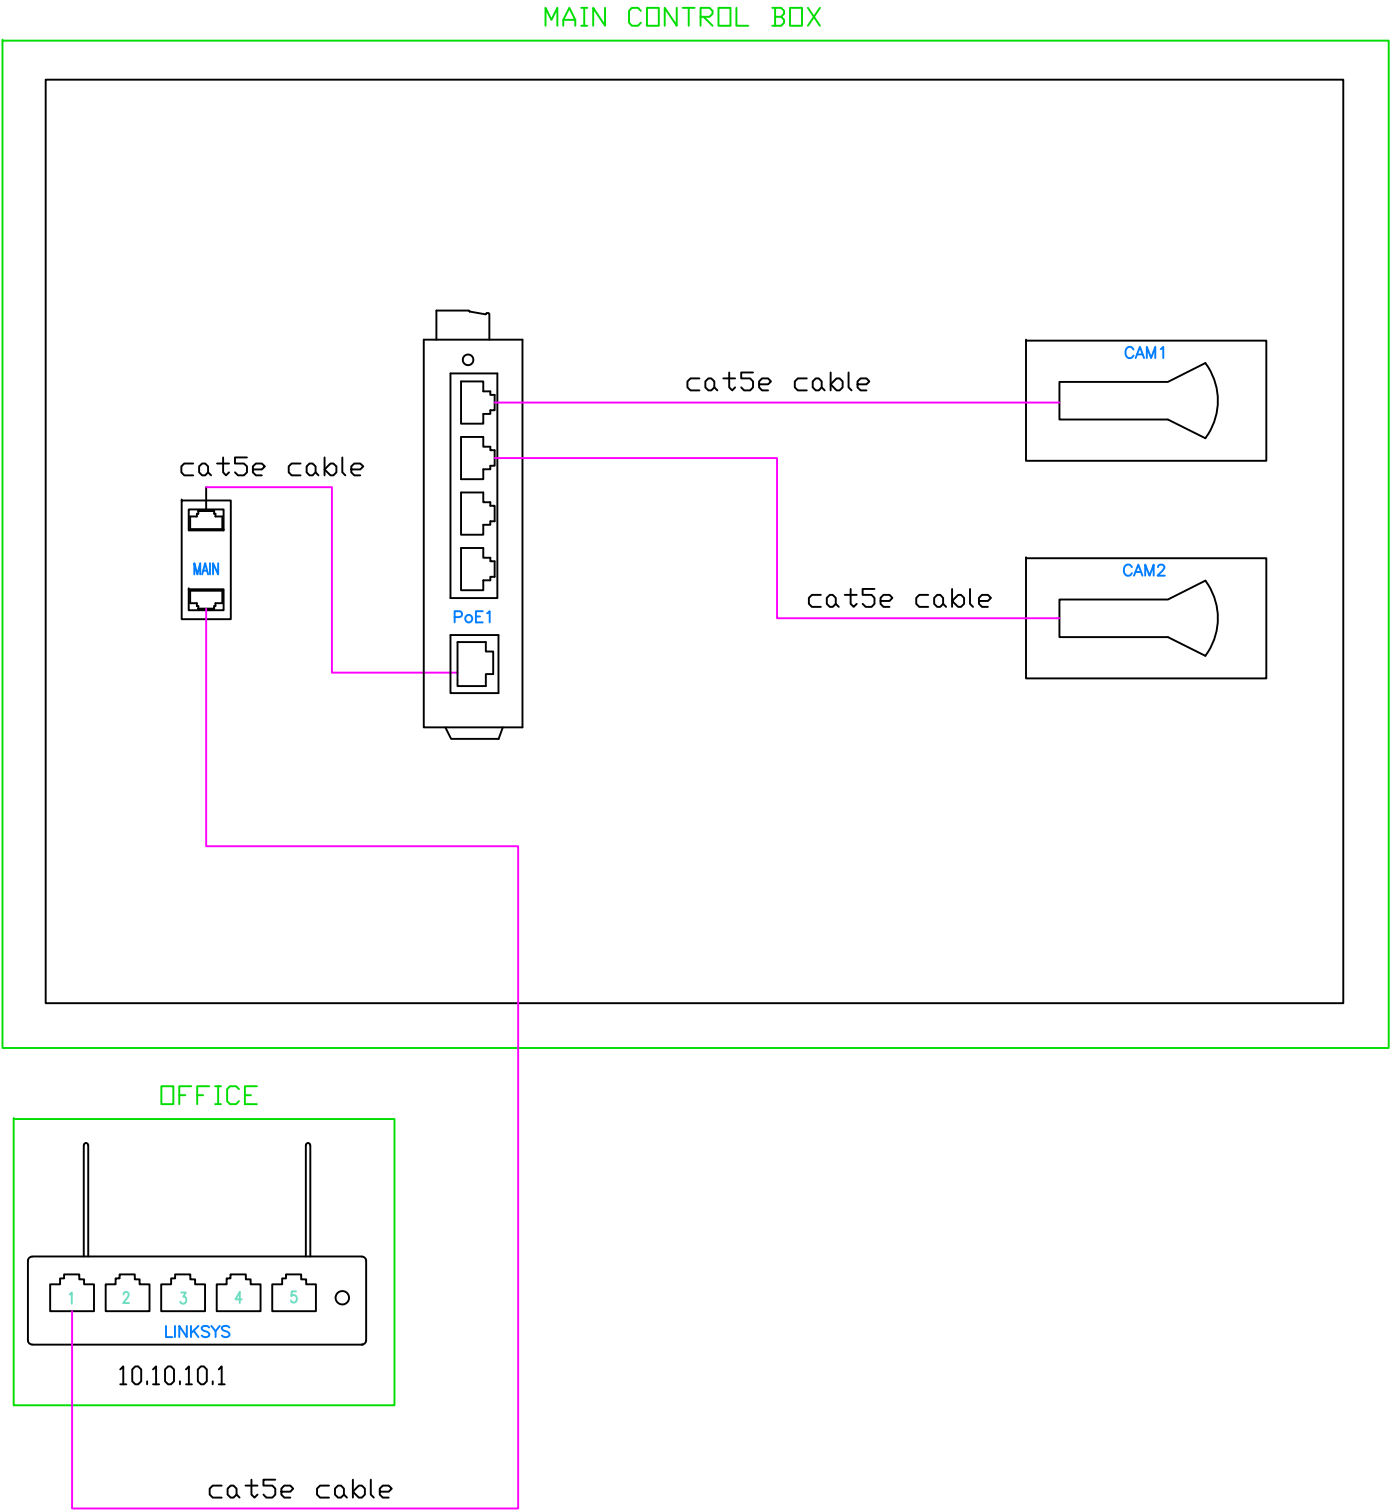 MAIN CONTROL BOX
CAM1
cat5e cable
cat5e cable
MAIN
CAM2
cat5e cable
PoE1
OFFICE
1 2 3 4 5
LINKSYS
10.10.10.1
cat5e cable